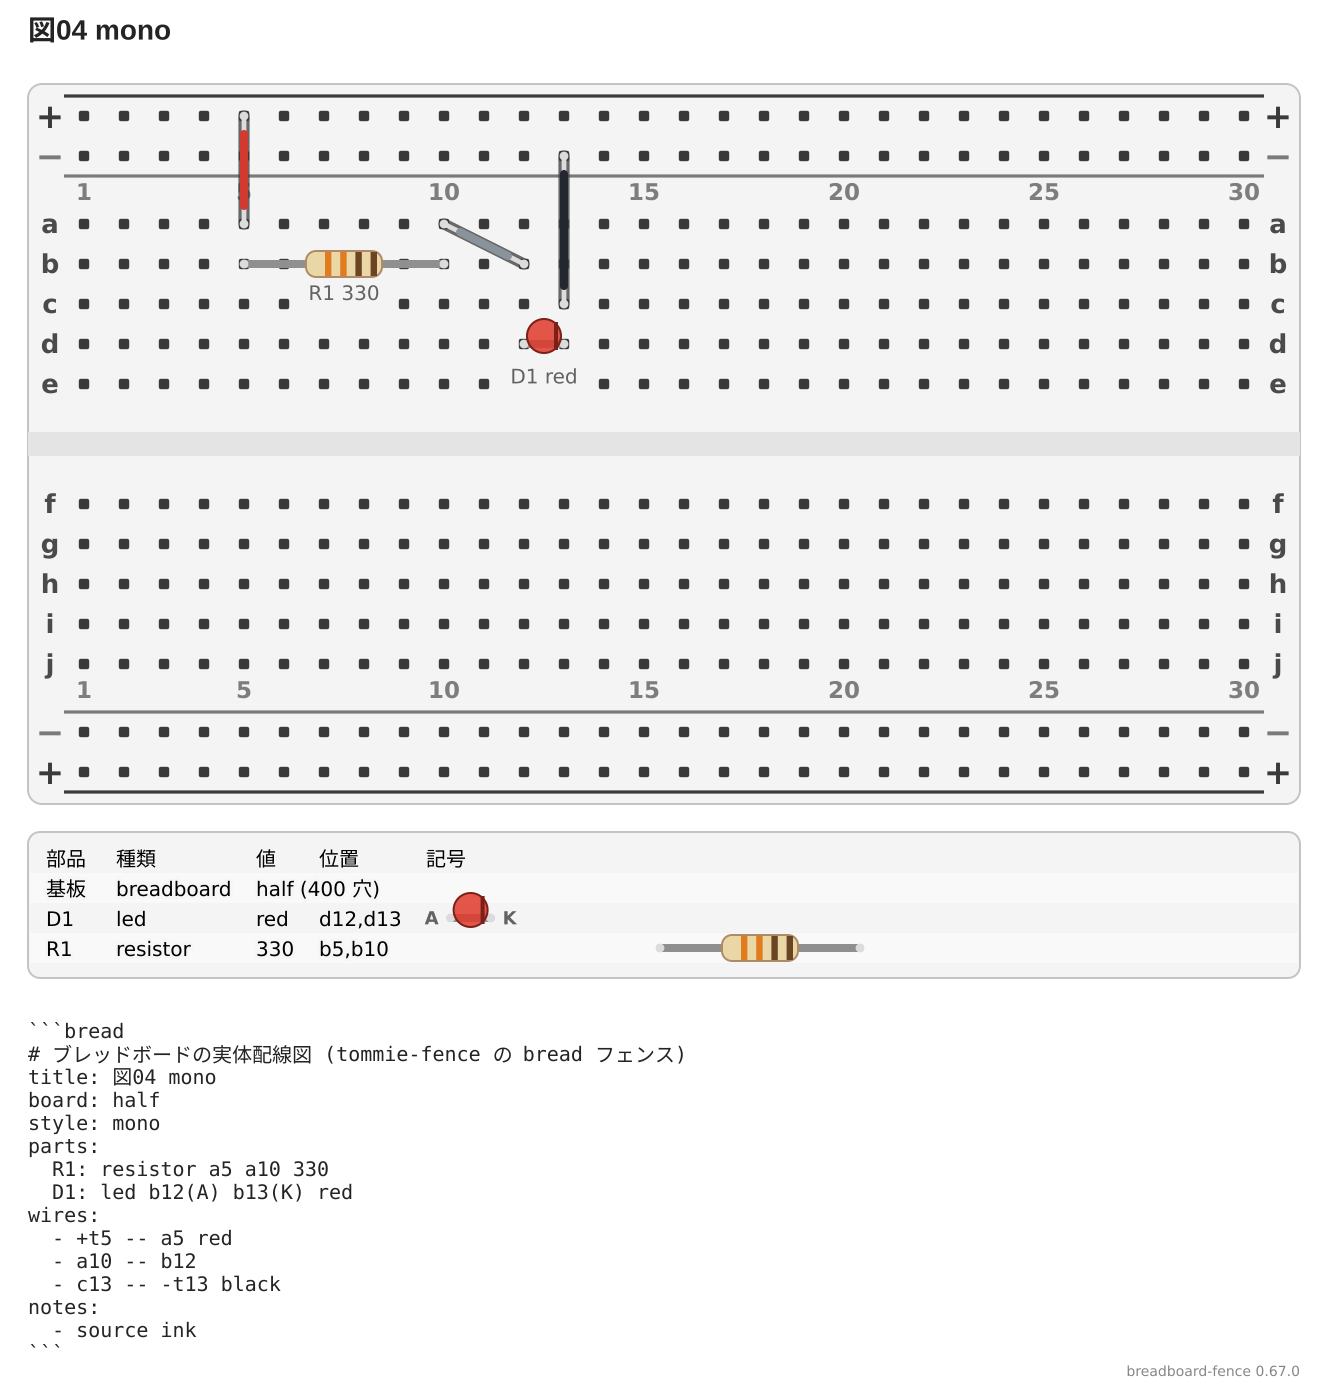 図04 mono
+ +
– –
1 10 15 20 25 30
a a
b b
R1 330
c c
d d
D1 red
e e
f f
g g
h h
i i
j j
1 5 10 15 20 25 30
– –
+ +
部品 種類 値 位置 記号
基板 breadboard half (400 穴)
D1 led red d12,d13 A K
R1 resistor 330 b5,b10
```bread
# ブレッドボードの実体配線図 (tommie-fence の bread フェンス)
title: 図04 mono
board: half
style: mono
parts:
  R1: resistor a5 a10 330
  D1: led b12(A) b13(K) red
wires:
  - +t5 -- a5 red
  - a10 -- b12
  - c13 -- -t13 black
notes:
  - source ink
```
breadboard-fence 0.67.0